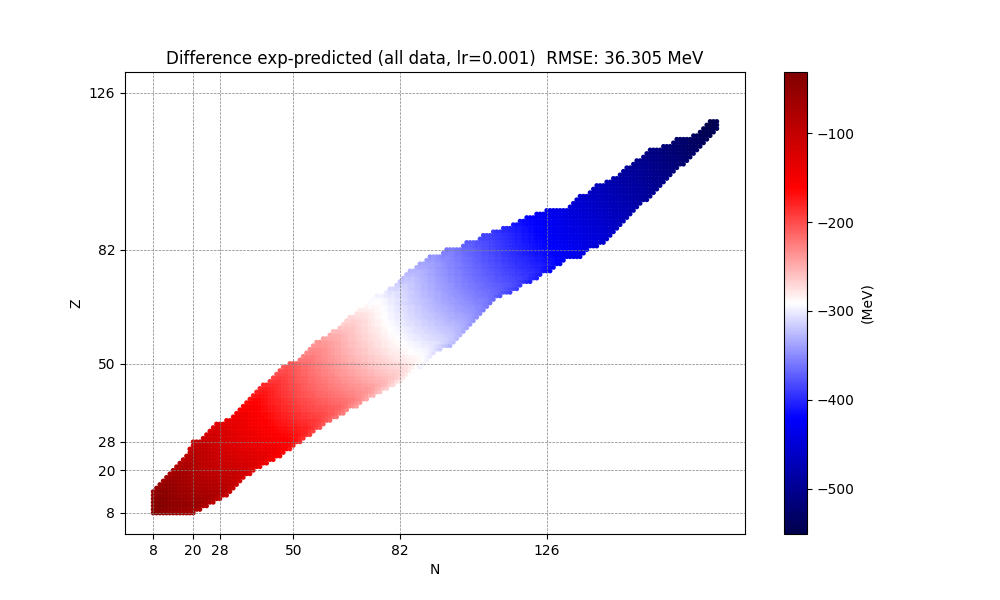 Difference exp-predicted (all data, lr=0.001)  RMSE: 36.305 MeV
126
82
50
28
20
8
Z
8 20 28 50 82 126
N
−100
−200
−300
−400
−500
(MeV)